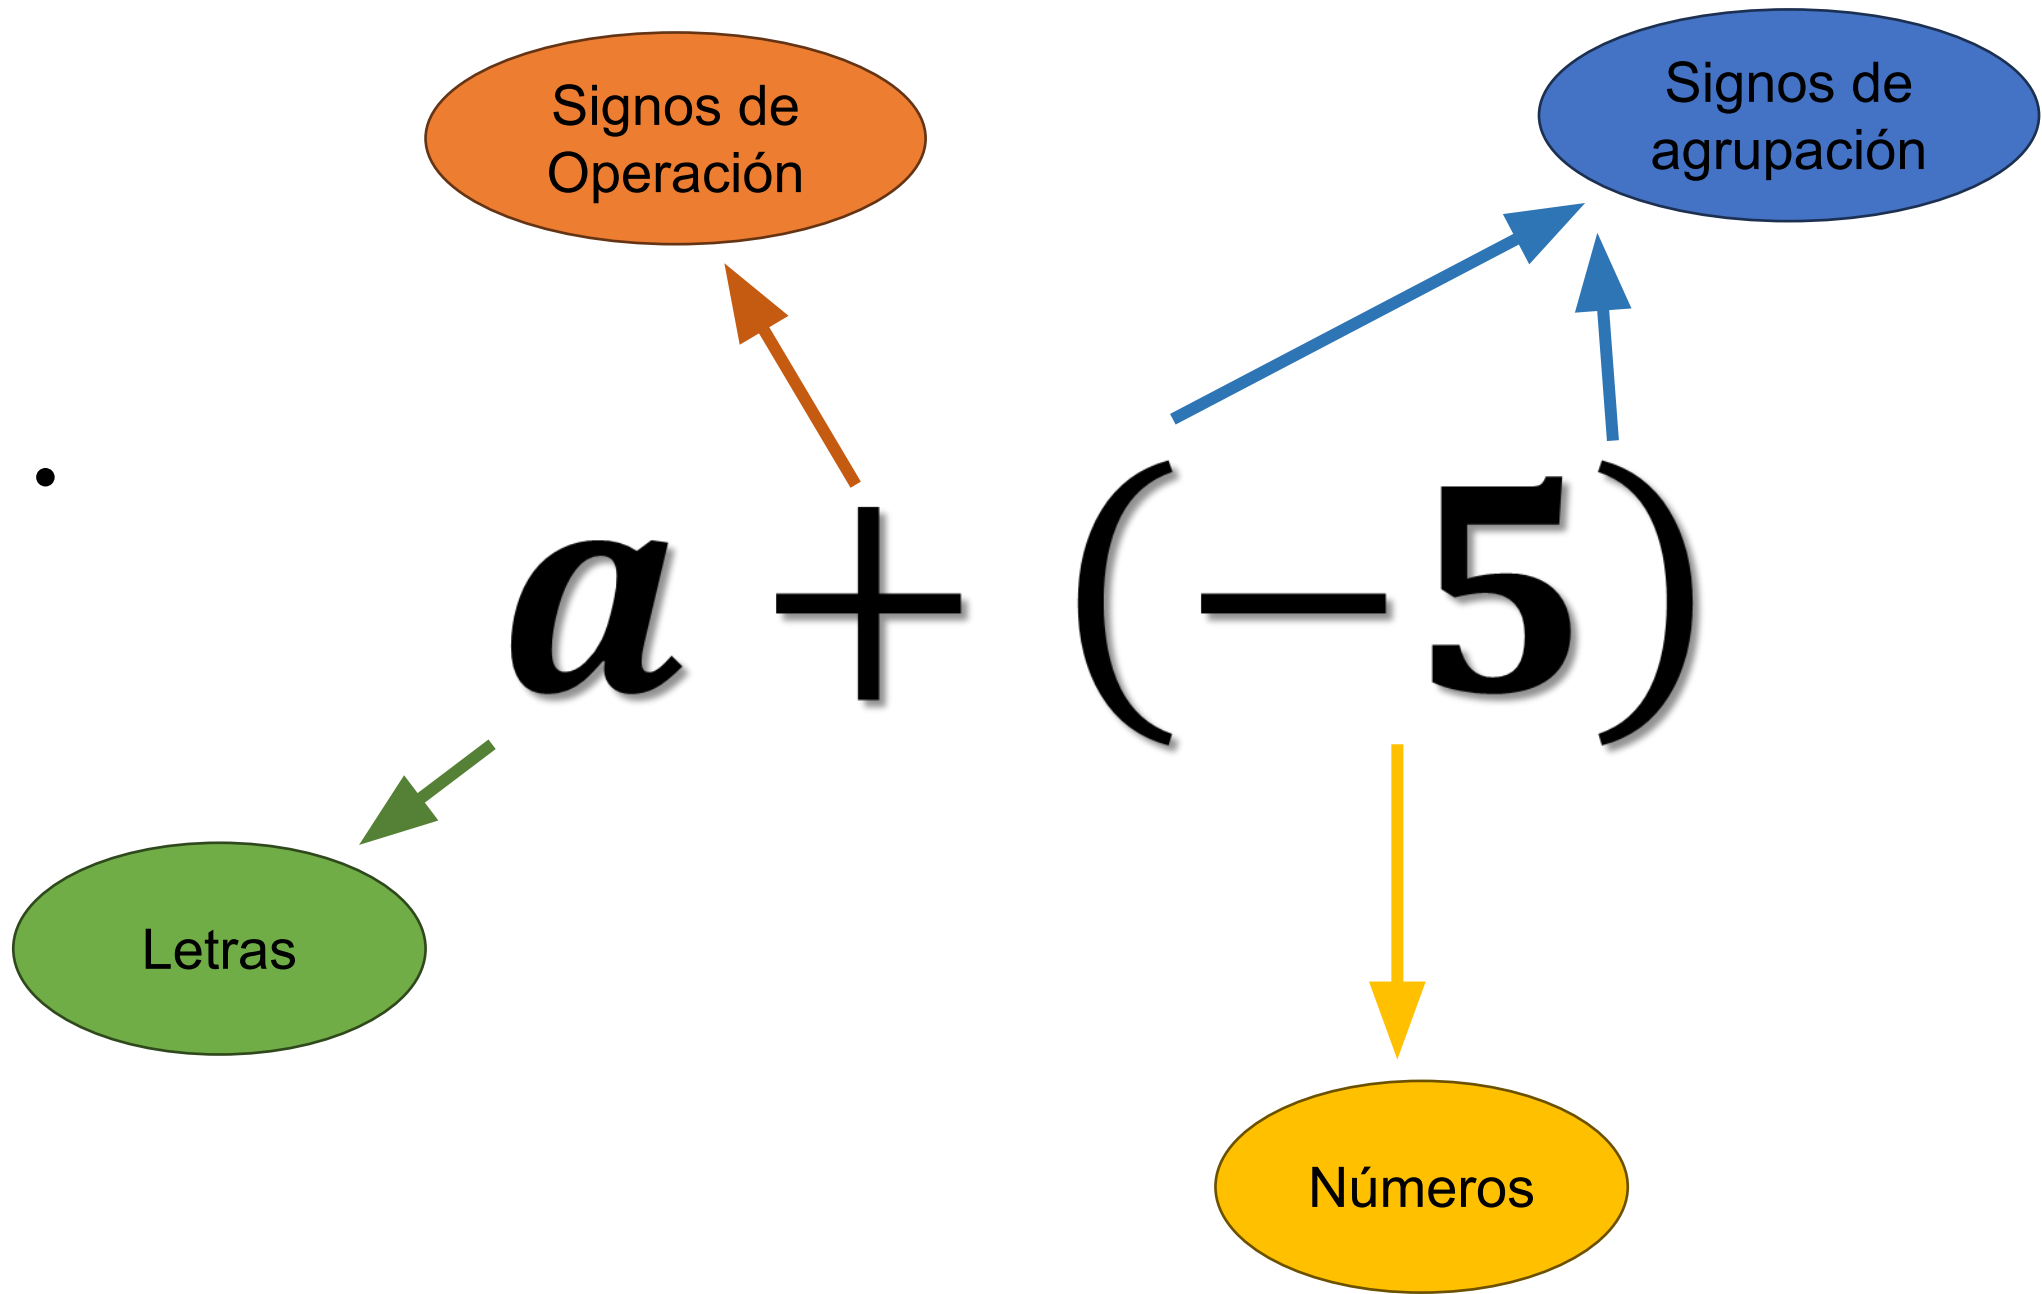 Signos de
Operación
Signos de
agrupación
• a + (−5)
Letras
Números